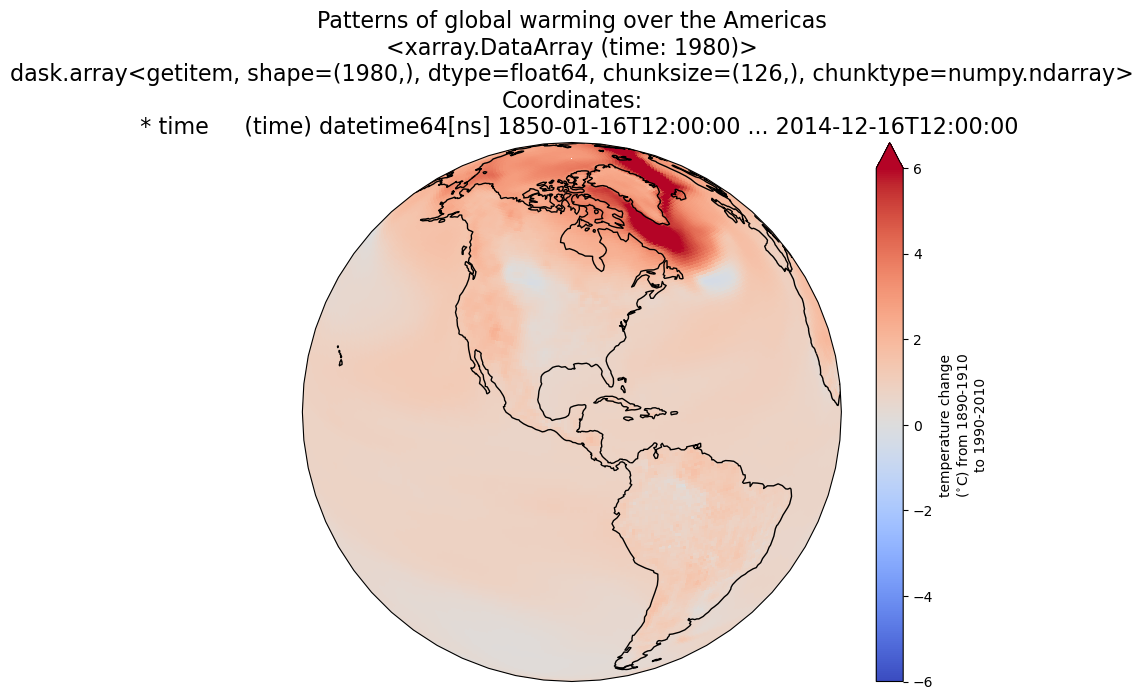 Patterns of global warming over the Americas
<xarray.DataArray (time: 1980)>
dask.array<getitem, shape=(1980,), dtype=float64, chunksize=(126,), chunktype=numpy.ndarray>
Coordinates:
* time     (time) datetime64[ns] 1850-01-16T12:00:00 ... 2014-12-16T12:00:00
6
4
2
0
−2
−4
−6
temperature change
(°C) from 1890-1910
to 1990-2010